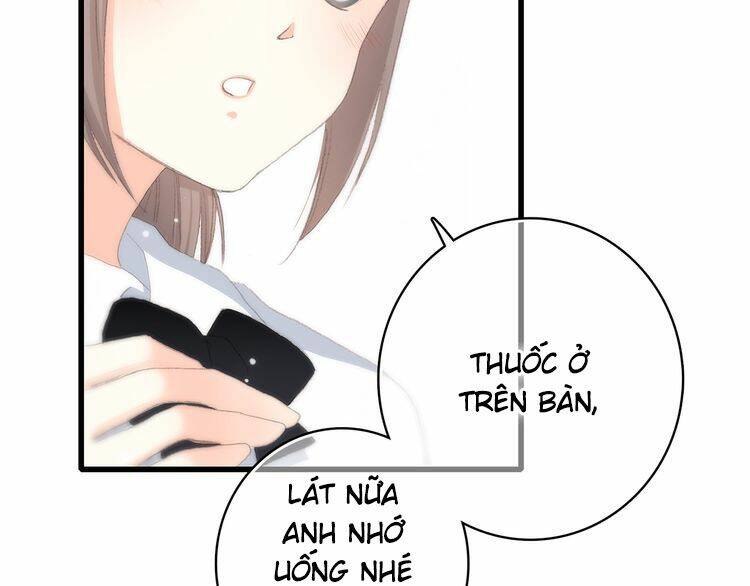 THUỐC Ở
TRÊN BÀN,
LÁT NỮA
ANH NHỚ
UỐNG NHÉ